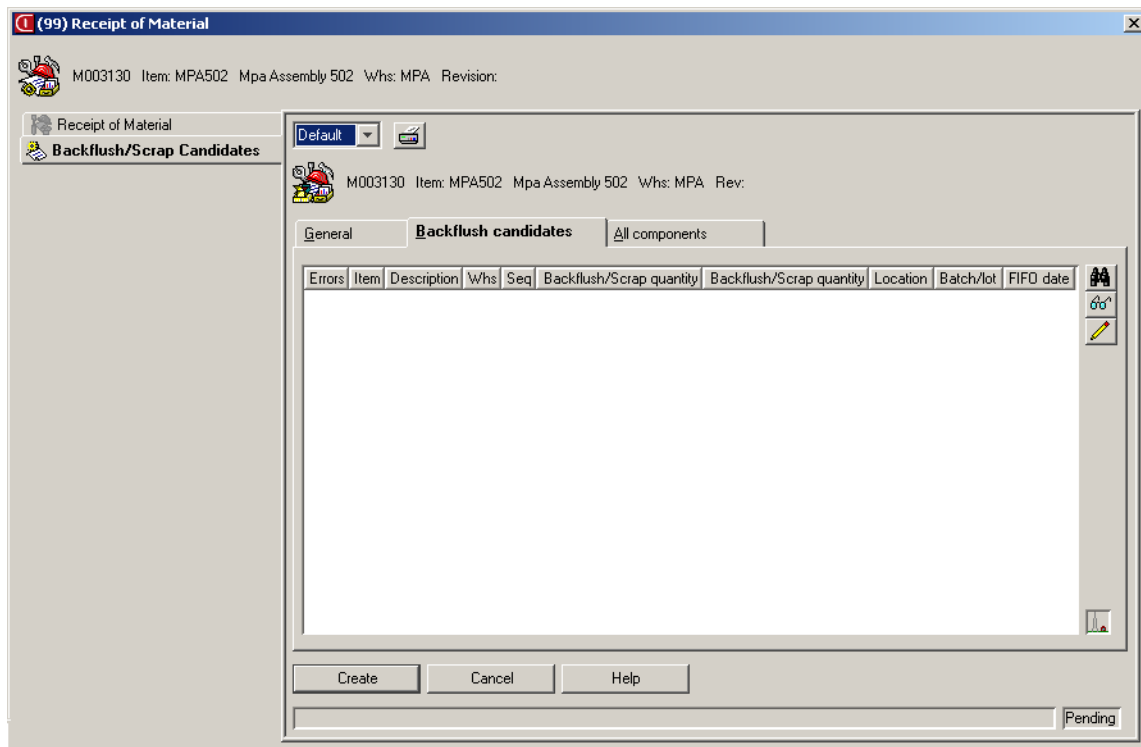 (99) Receipt of Material
M003130 Item: MPA502 Mpa Assembly 502 Whs: MPA Revision:
Receipt of Material
Backflush/Scrap Candidates
Default
M003130 Item: MPA502 Mpa Assembly 502 Whs: MPA Rev:
General Backflush candidates All components
Errors Item Description Whs Seq Backflush/Scrap quantity Backflush/Scrap quantity Location Batch/lot FIFO date
Create Cancel Help
Pending